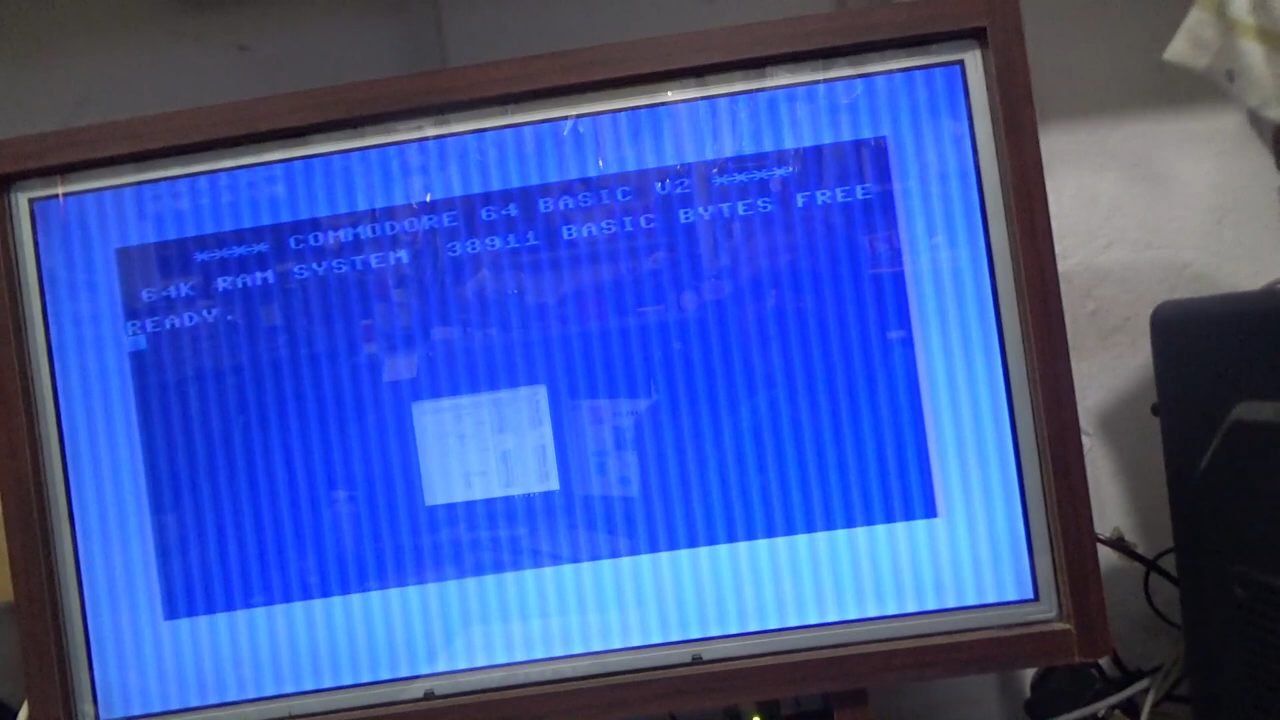 **** COMMODORE 64 BASIC V2 ****
64K RAM SYSTEM 38911 BASIC BYTES FREE
READY.